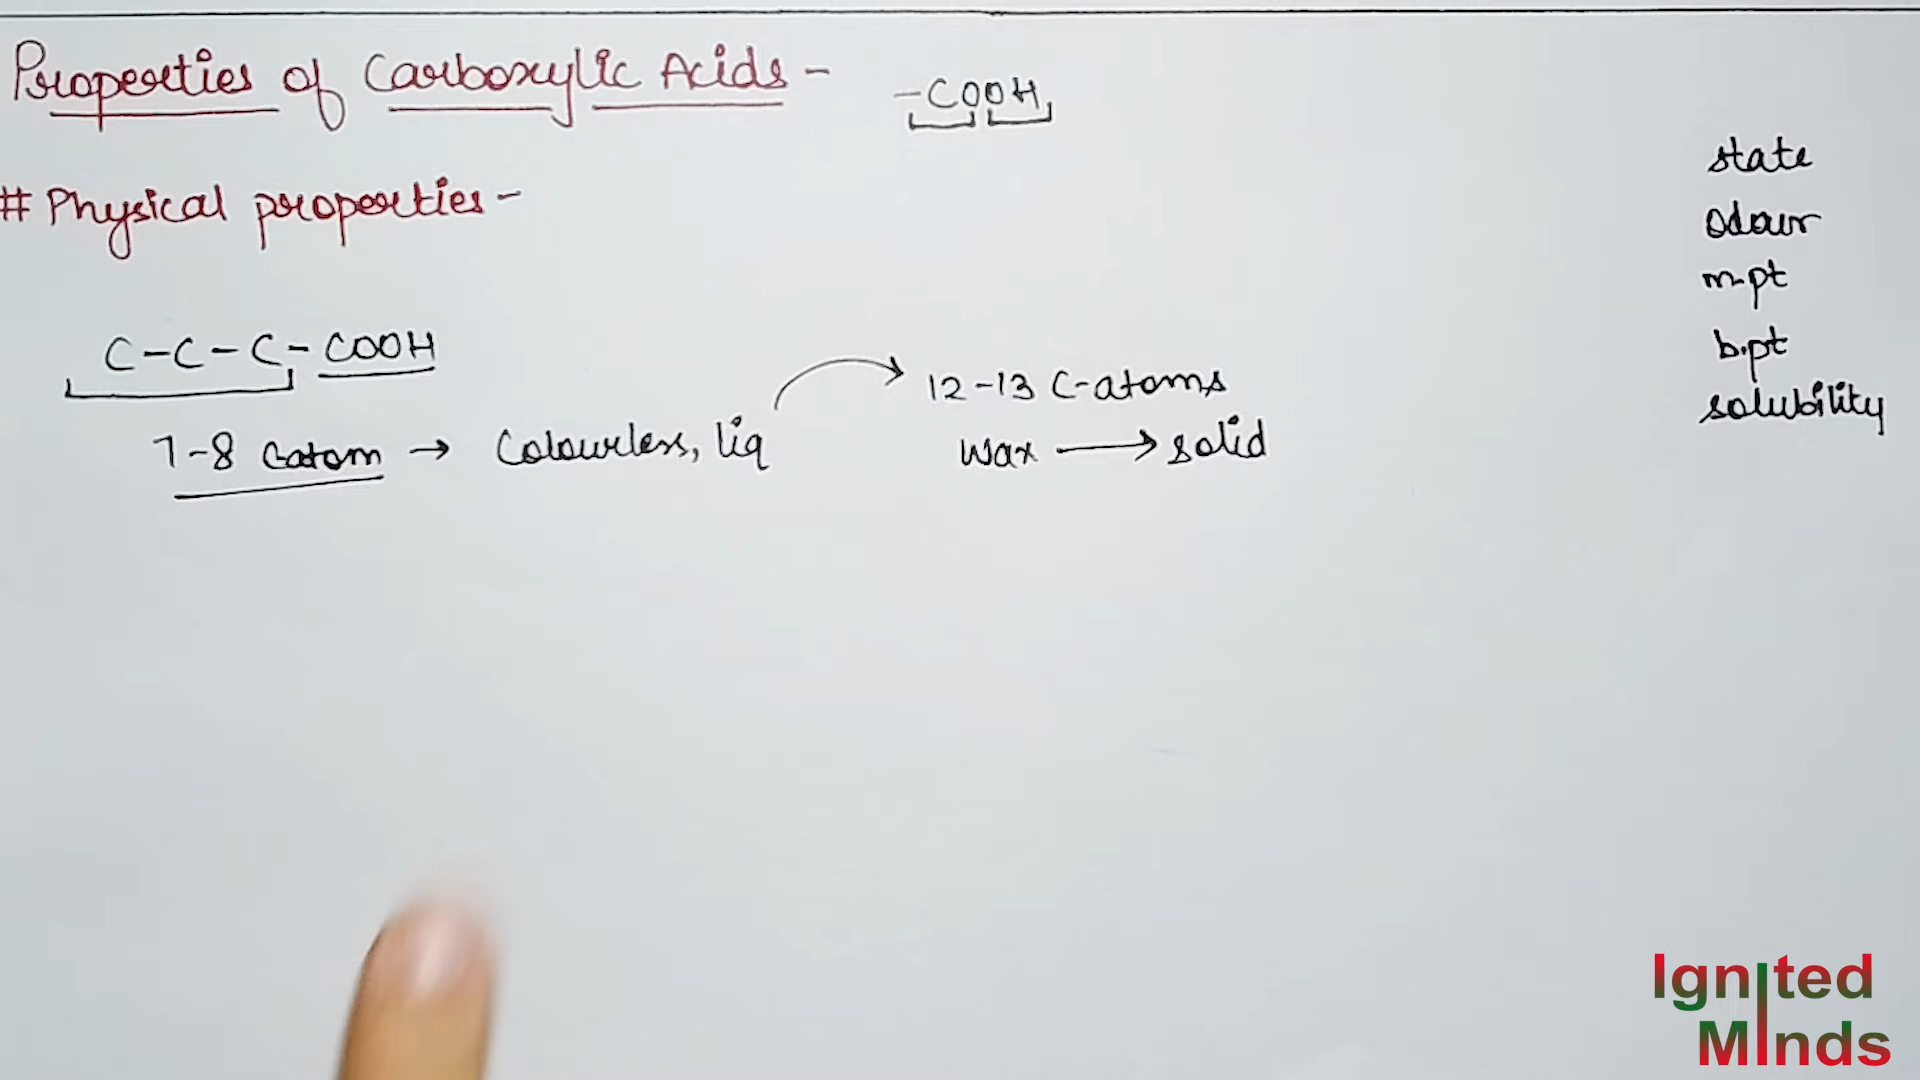 Properties of Carboxylic Acids -
-COOH
# Physical properties -
C-C-C-COOH
7-8 C-atom → Colourless, liq
12-13 C-atoms
wax → solid
state
Odour
m.pt
b.pt
solubility
Ignited
Minds